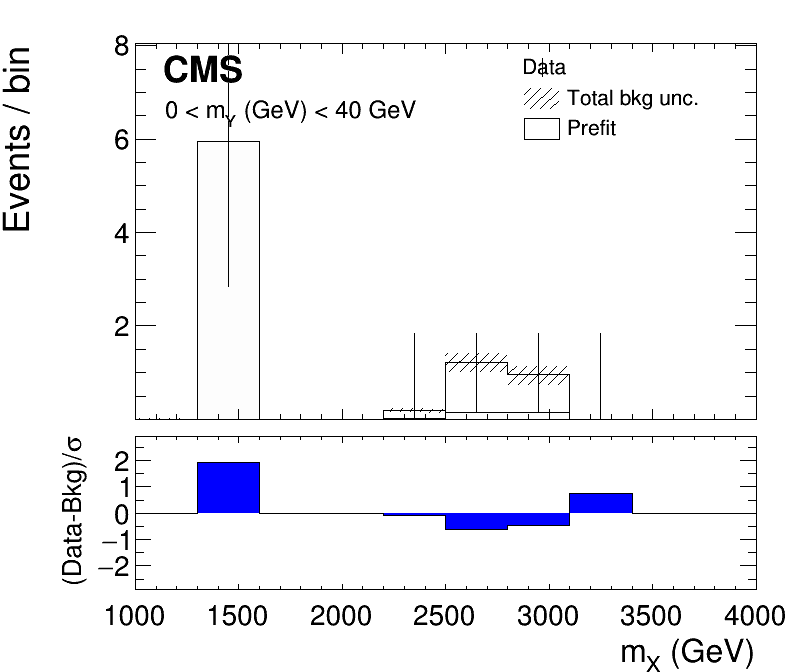 8
6
4
2
Events / bin
CMS
0 < m_Y (GeV) < 40 GeV
Data
Total bkg unc.
Prefit
2
1
0
−1
−2
(Data-Bkg)/σ
1000 1500 2000 2500 3000 3500 4000
m_X (GeV)